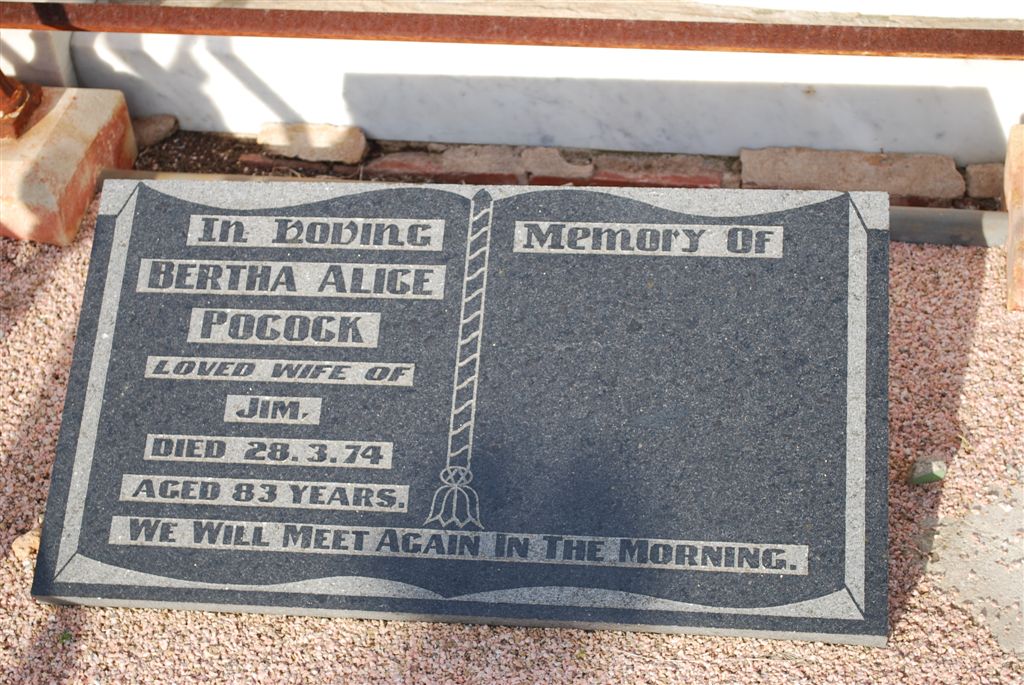 In Loving Memory Of
Bertha Alice
Pocock
LOVED WIFE OF
JIM,
DIED 28.3.74
AGED 83 YEARS.
We Will Meet Again In The Morning.